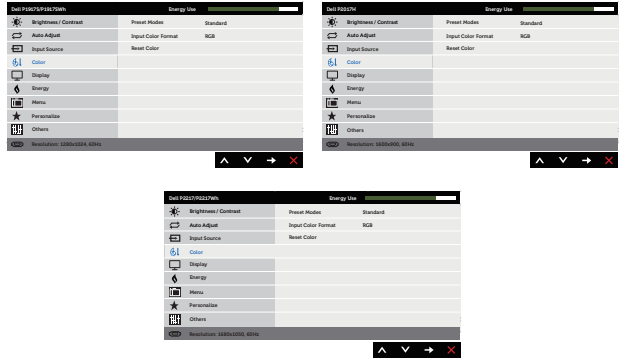 Dell P1917S/P1917SWh Energy Use
Brightness / Contrast Preset Modes Standard
Auto Adjust Input Color Format RGB
Input Source Reset Color
Color
Display
Energy
Menu
Personalize
Others
Resolution: 1280x1024, 60Hz
Dell P2017H Energy Use
Brightness / Contrast Preset Modes Standard
Auto Adjust Input Color Format RGB
Input Source Reset Color
Color
Display
Energy
Menu
Personalize
Others
Resolution: 1600x900, 60Hz
Dell P2217/P2217Wh Energy Use
Brightness / Contrast Preset Modes Standard
Auto Adjust Input Color Format RGB
Input Source Reset Color
Color
Display
Energy
Menu
Personalize
Others
Resolution: 1680x1050, 60Hz